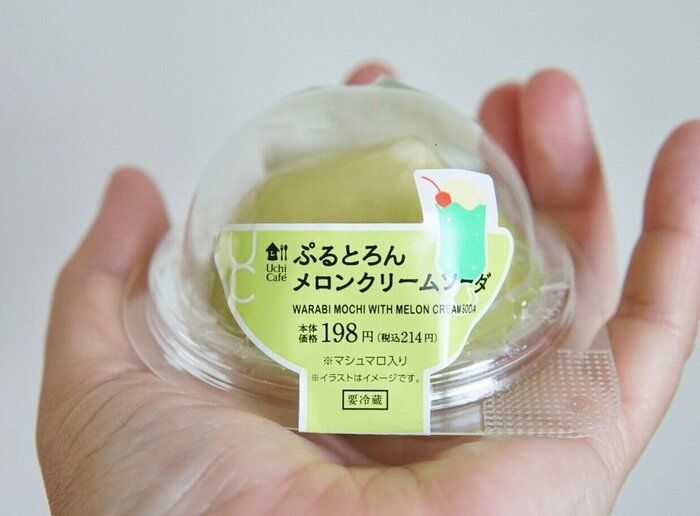 Uchi
Café
ぷるとろん
メロンクリームソーダ
WARABI MOCHI WITH MELON CREAM SODA
本体
価格 198円(税込214円)
※マシュマロ入り
※イラストはイメージです。
要冷蔵
UC